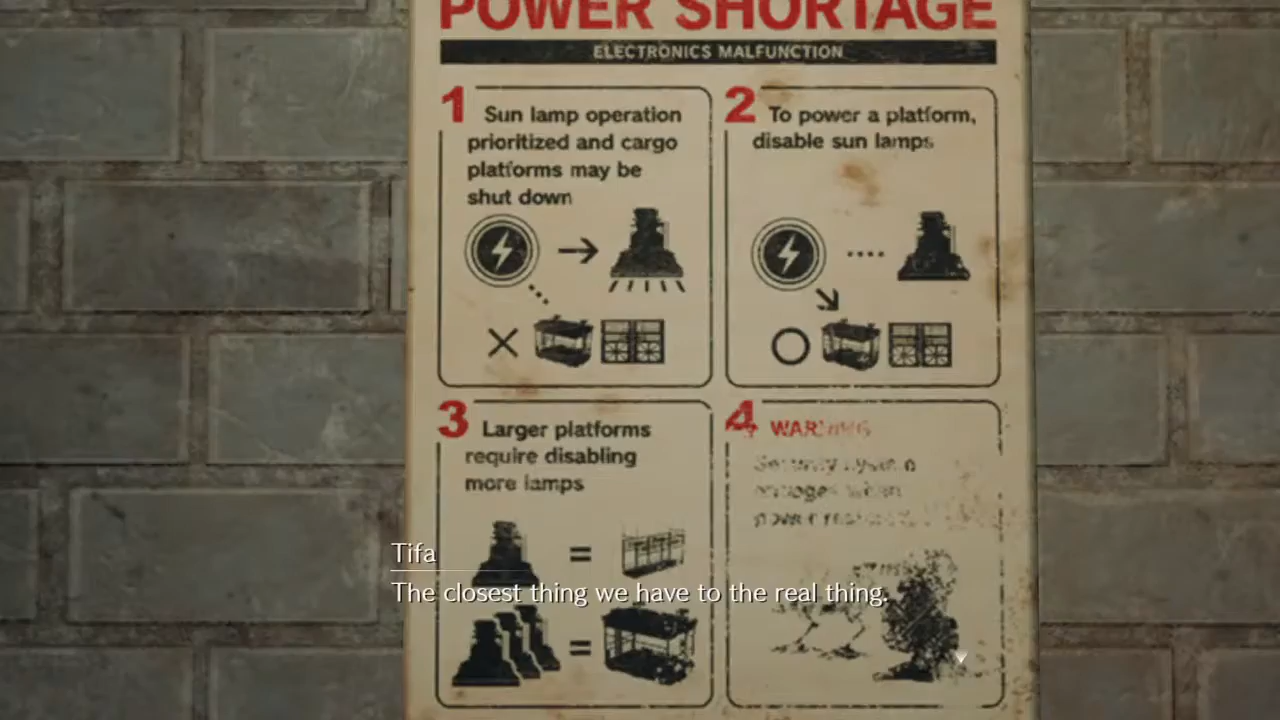 POWER SHORTAGE
ELECTRONICS MALFUNCTION
1 Sun lamp operation
prioritized and cargo
platforms may be
shut down
2 To power a platform,
disable sun lamps
3 Larger platforms
require disabling
more lamps
4 WARNING
Tifa
The closest thing we have to the real thing.